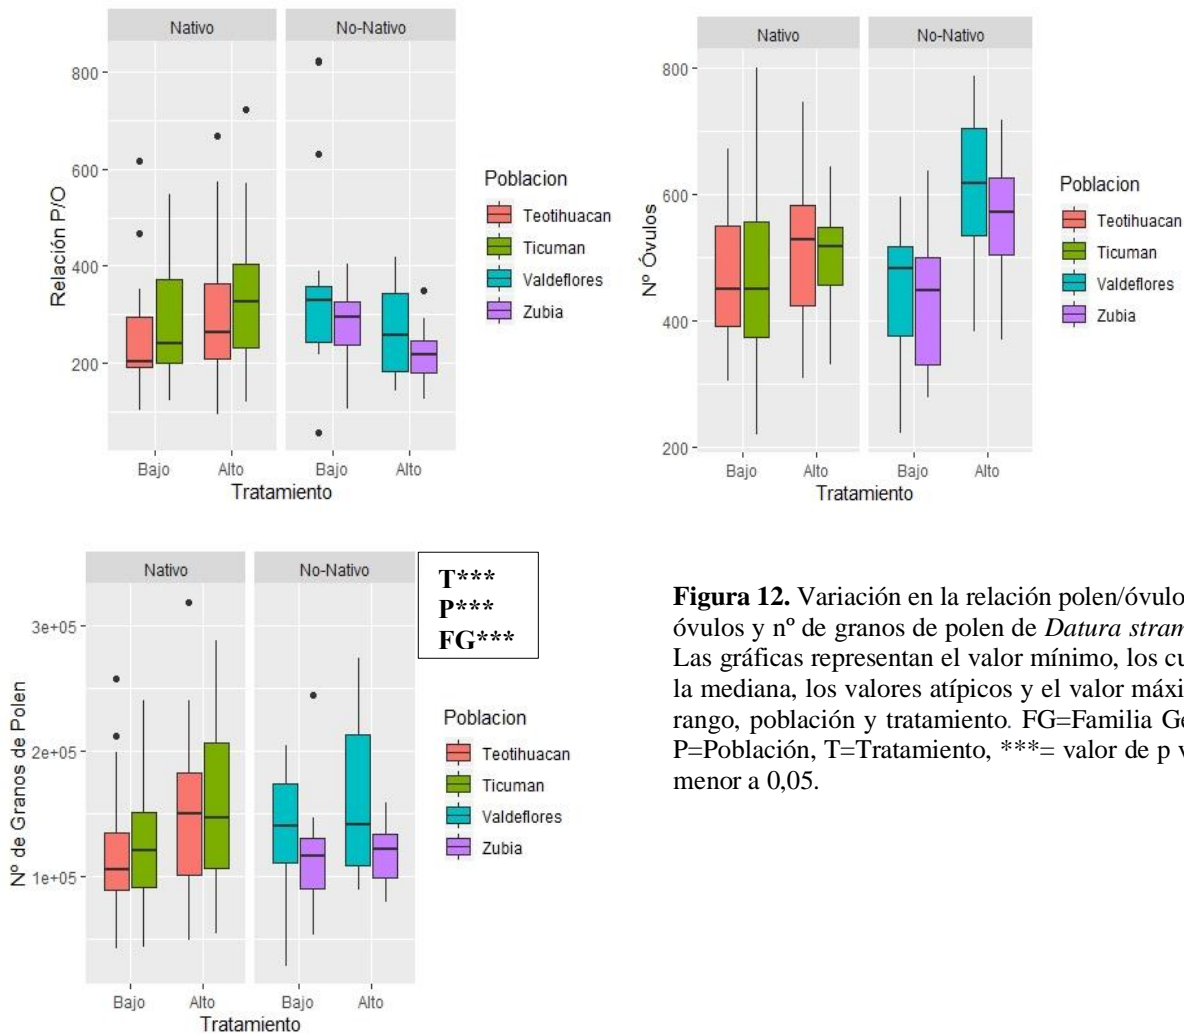 Nativo
No-Nativo
800
600
400
200
Relación P/O
Bajo
Alto
Bajo
Alto
Tratamiento
Poblacion
Teotihuacan
Ticuman
Valdeflores
Zubia
Nativo
No-Nativo
800
600
400
200
Nº Óvulos
Bajo
Alto
Bajo
Alto
Tratamiento
Poblacion
Teotihuacan
Ticuman
Valdeflores
Zubia
Nativo
No-Nativo
3e+05
2e+05
1e+05
Nº de Granos de Polen
Bajo
Alto
Bajo
Alto
Tratamiento
T***
P***
FG***
Poblacion
Teotihuacan
Ticuman
Valdeflores
Zubia
Figura 12. Variación en la relación polen/óvulo
óvulos y nº de granos de polen de Datura stram
Las gráficas representan el valor mínimo, los cu
la mediana, los valores atípicos y el valor máxi
rango, población y tratamiento. FG=Familia Ge
P=Población, T=Tratamiento, ***= valor de p v
menor a 0,05.